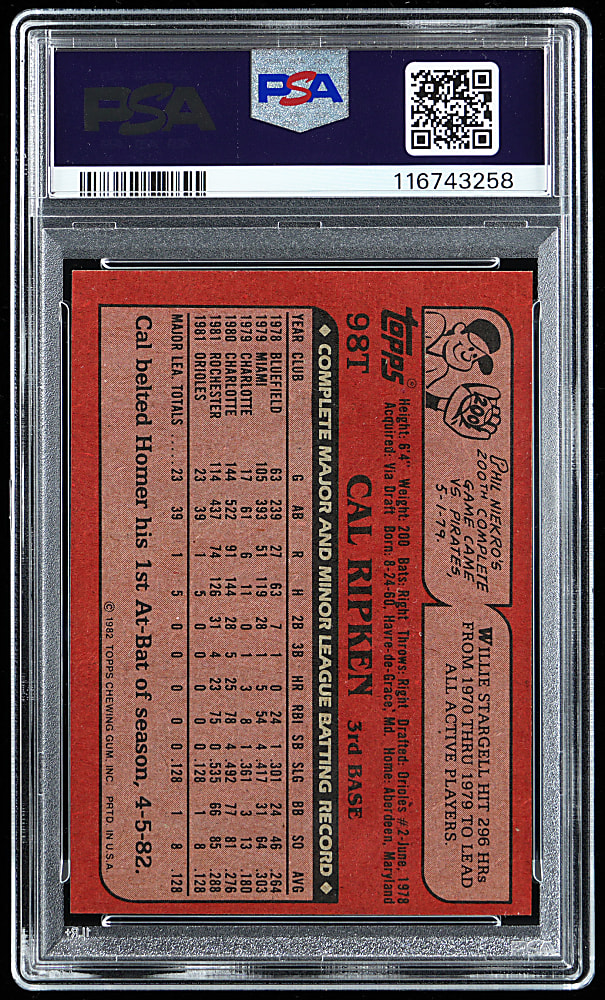 PSA
PSA
116743258
200
PHIL NIEKRO'S
200TH COMPLETE
GAME CAME
VS. PIRATES,
5-1-79.
WILLIE STARGELL HIT 296 HRs
FROM 1970 THRU 1979 TO LEAD
ALL ACTIVE PLAYERS.
topps®
Height: 6'4" Weight: 200 Bats: Right Throws: Right Drafted: Orioles #2-June, 1978
Acquired: Via Draft Born: 8-24-60, Havre-de-Grace, Md. Home: Aberdeen, Maryland
98T CAL RIPKEN 3rd BASE
◆ COMPLETE MAJOR AND MINOR LEAGUE BATTING RECORD ◆
YEAR CLUB G AB R H 2B 3B HR RBI SB SLG BB SO AVG
1978 BLUEFIELD 63 239 27 63 7 1 0 24 1 .301 24 46 .264
1979 MIAMI 105 393 51 119 28 1 5 54 4 .417 31 64 .303
1979 CHARLOTTE 17 61 6 11 0 1 3 8 1 .361 3 13 .180
1980 CHARLOTTE 144 522 91 144 28 5 25 78 4 .492 77 81 .276
1981 ROCHESTER 114 437 74 126 31 4 23 75 0 .535 66 85 .288
1981 ORIOLES 23 39 1 5 0 0 0 0 0 .128 1 8 .128
MAJOR LEA. TOTALS ..... 23 39 1 5 0 0 0 0 0 .128 1 8 .128
Cal belted Homer his 1st At-Bat of season, 4-5-82.
© 1982 TOPPS CHEWING GUM, INC. PRTD. IN U.S.A.